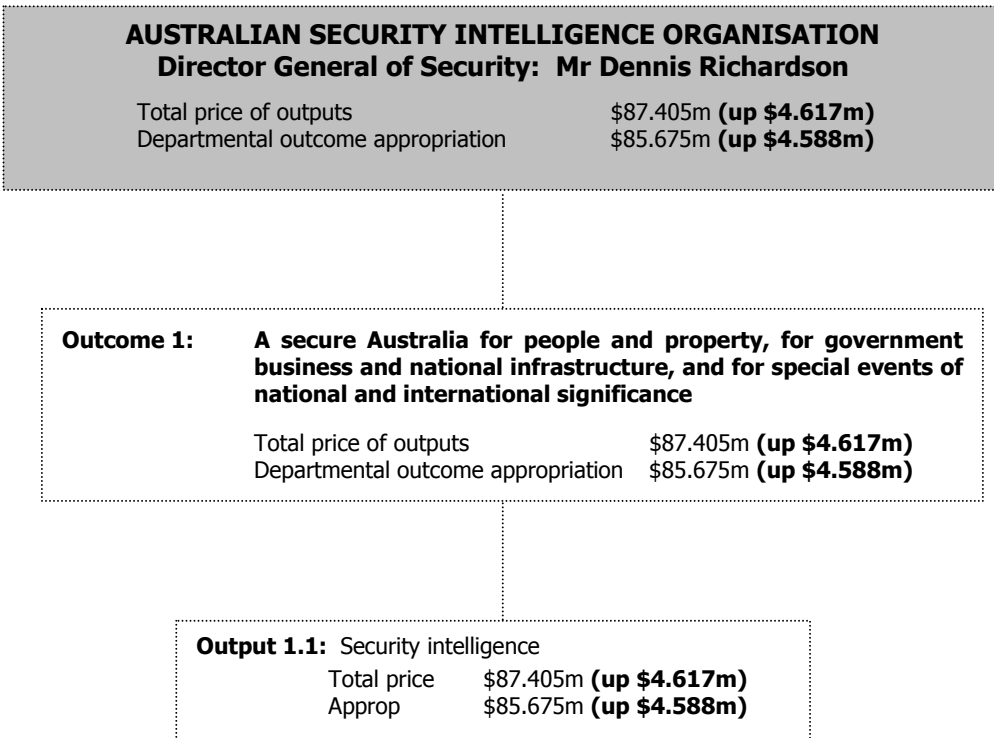 AUSTRALIAN SECURITY INTELLIGENCE ORGANISATION
Director General of Security: Mr Dennis Richardson
Total price of outputs $87.405m (up $4.617m)
Departmental outcome appropriation $85.675m (up $4.588m)
Outcome 1: A secure Australia for people and property, for government
business and national infrastructure, and for special events of
national and international significance
Total price of outputs $87.405m (up $4.617m)
Departmental outcome appropriation $85.675m (up $4.588m)
Output 1.1: Security intelligence
Total price $87.405m (up $4.617m)
Approp $85.675m (up $4.588m)